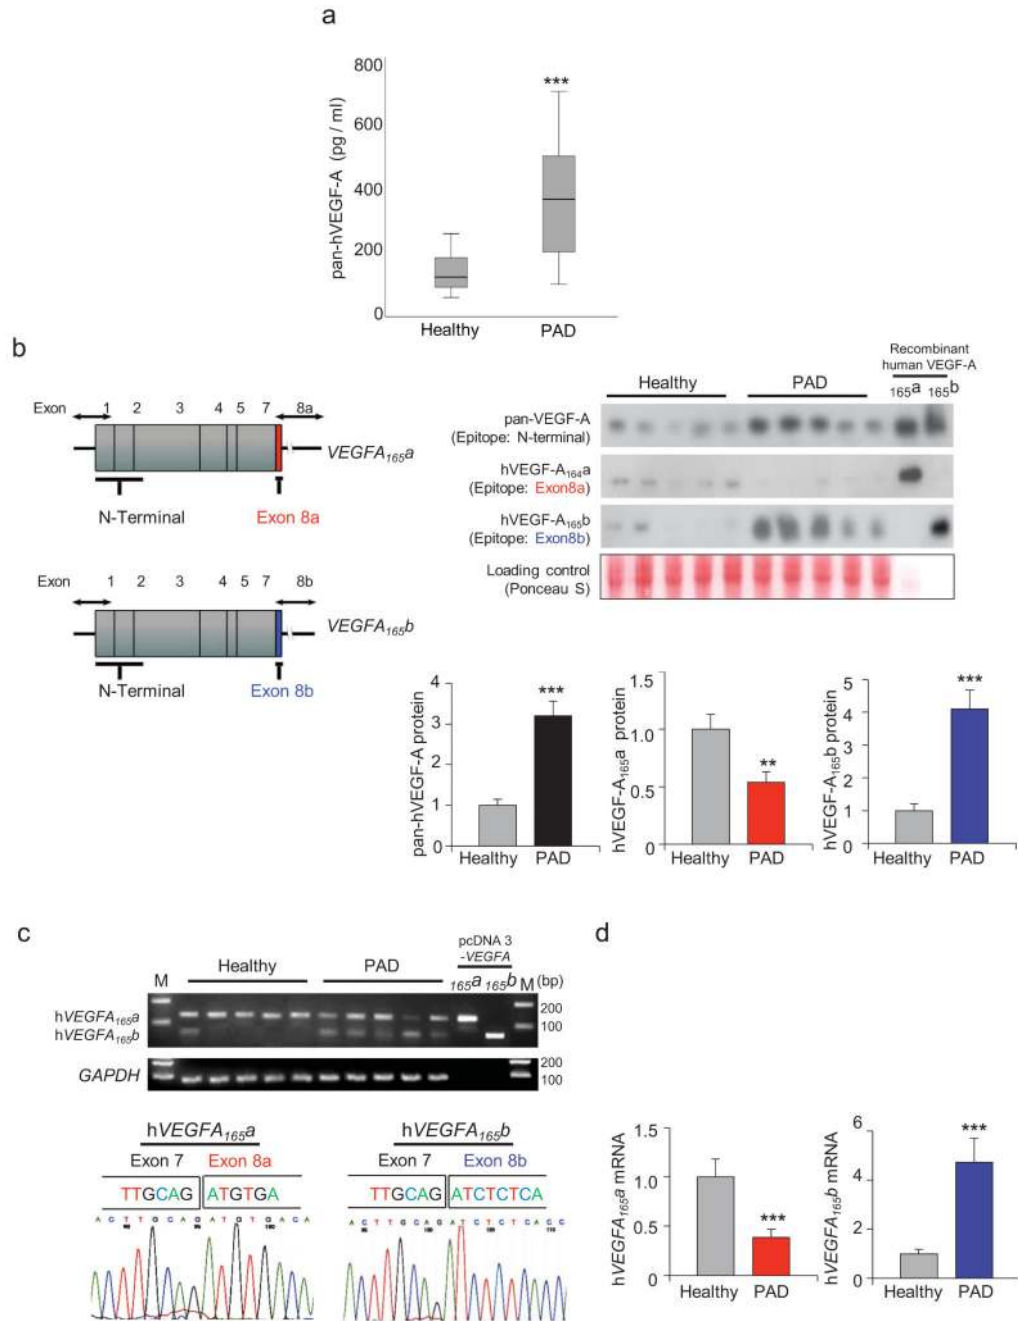 a
pan-hVEGF-A (pg / ml)
800
600
400
200
0
***
Healthy PAD
b
Exon 1 2 3 4 5 7 8a
VEGFA₁₆₅a
N-Terminal Exon 8a
Exon 1 2 3 4 5 7 8b
VEGFA₁₆₅b
N-Terminal Exon 8b
Recombinant
human VEGF-A
Healthy PAD ₁₆₅a ₁₆₅b
pan-VEGF-A
(Epitope: N-terminal)
hVEGF-A₁₆₄a
(Epitope: Exon8a)
hVEGF-A₁₆₅b
(Epitope: Exon8b)
Loading control
(Ponceau S)
pan-hVEGF-A protein
4
3
2
1
0
***
Healthy PAD
hVEGF-A₁₆₅a protein
1.5
1.0
0.5
0
**
Healthy PAD
hVEGF-A₁₆₅b protein
5
4
3
2
1
0
***
Healthy PAD
c
pcDNA 3
-VEGFA
M Healthy PAD ₁₆₅a ₁₆₅b M (bp)
hVEGFA₁₆₅a
hVEGFA₁₆₅b
200
100
GAPDH
200
100
hVEGFA₁₆₅a
Exon 7 Exon 8a
TTGCAG ATGTGA
A C T T G C A G A T G T G A C A
hVEGFA₁₆₅b
Exon 7 Exon 8b
TTGCAG ATCTCTCA
A C T T G C A G A T C T C T C A C C
d
hVEGFA₁₆₅a mRNA
1.5
1.0
0.5
0
***
Healthy PAD
hVEGFA₁₆₅b mRNA
6
4
2
0
***
Healthy PAD